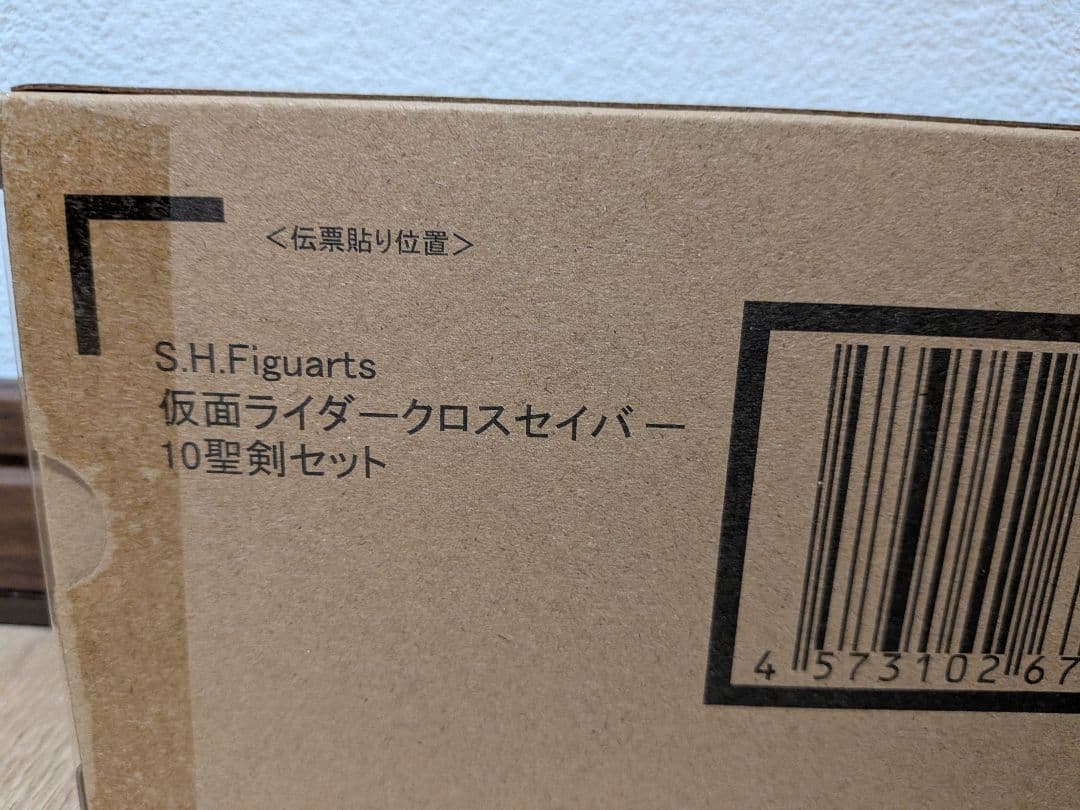 ＜伝票貼り位置＞
S.H.Figuarts
仮面ライダークロスセイバー
10聖剣セット
4 573102 67